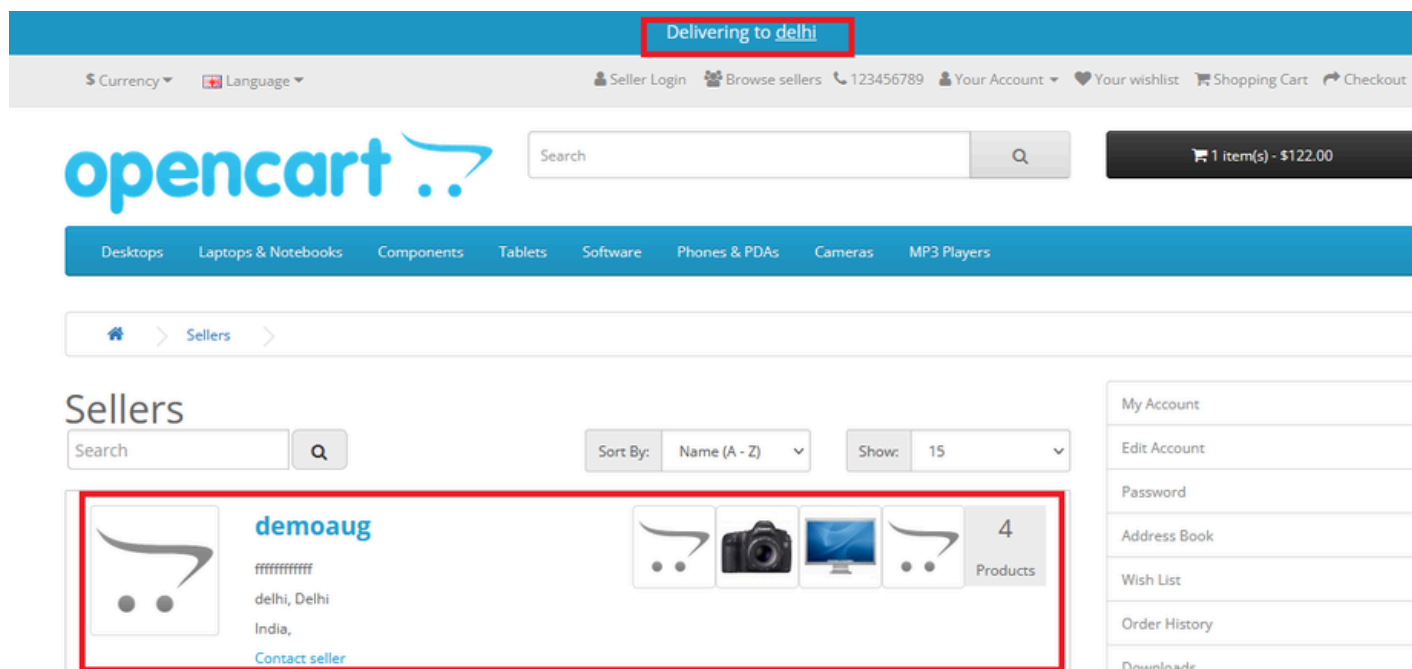 Delivering to delhi
$ Currency Language Seller Login Browse sellers 123456789 Your Account Your wishlist Shopping Cart Checkout
opencart
Search
1 item(s) - $122.00
Desktops Laptops & Notebooks Components Tablets Software Phones & PDAs Cameras MP3 Players
Sellers
Sellers
Search
Sort By: Name (A - Z)
Show: 15
demoaug
ffffffffffff
delhi, Delhi
India,
Contact seller
4
Products
My Account
Edit Account
Password
Address Book
Wish List
Order History
Downloads